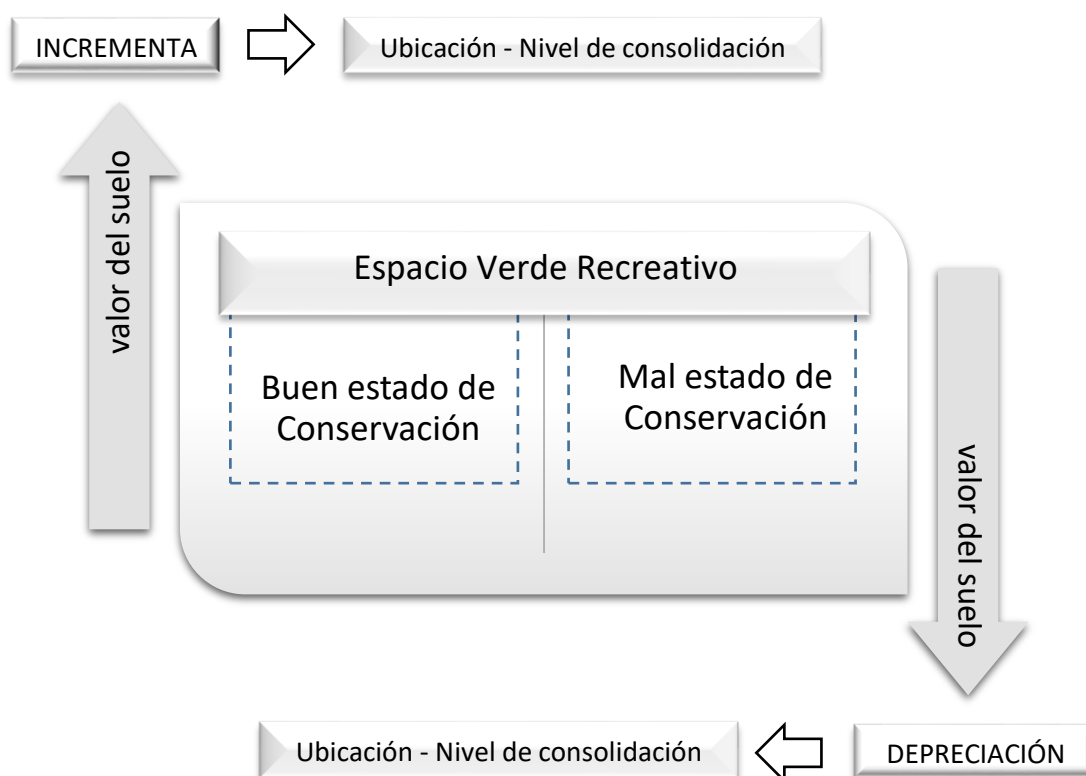 INCREMENTA
Ubicación - Nivel de consolidación
valor del suelo
Espacio Verde Recreativo
Buen estado de
Conservación
Mal estado de
Conservación
valor del suelo
Ubicación - Nivel de consolidación
DEPRECIACIÓN